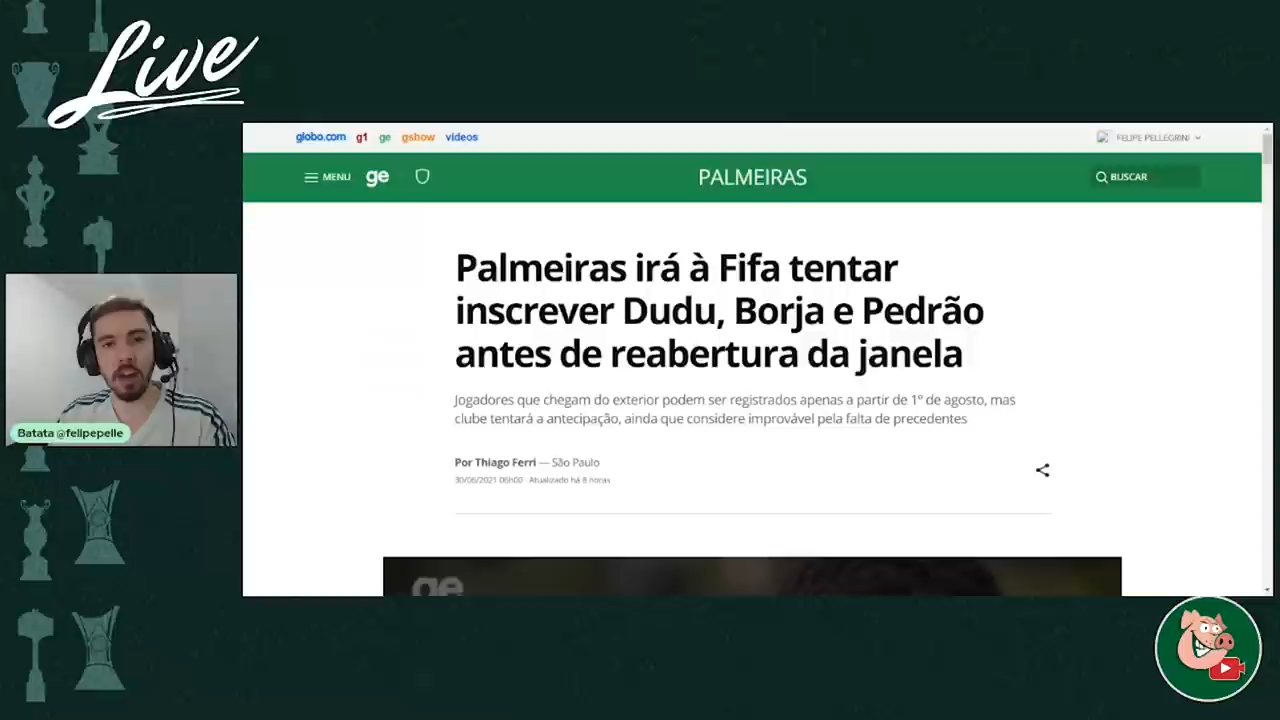 Live
globo.com g1 ge gshow videos
FELIPE PELLEGRINI
MENU ge PALMEIRAS BUSCAR
Palmeiras irá à Fifa tentar
inscrever Dudu, Borja e Pedrão
antes de reabertura da janela
Jogadores que chegam do exterior podem ser registrados apenas a partir de 1º de agosto, mas
clube tentará a antecipação, ainda que considere improvável pela falta de precedentes
Por Thiago Ferri — São Paulo
30/06/2021 06h00 · Atualizado há 8 horas
Batata @felipepelle
ge